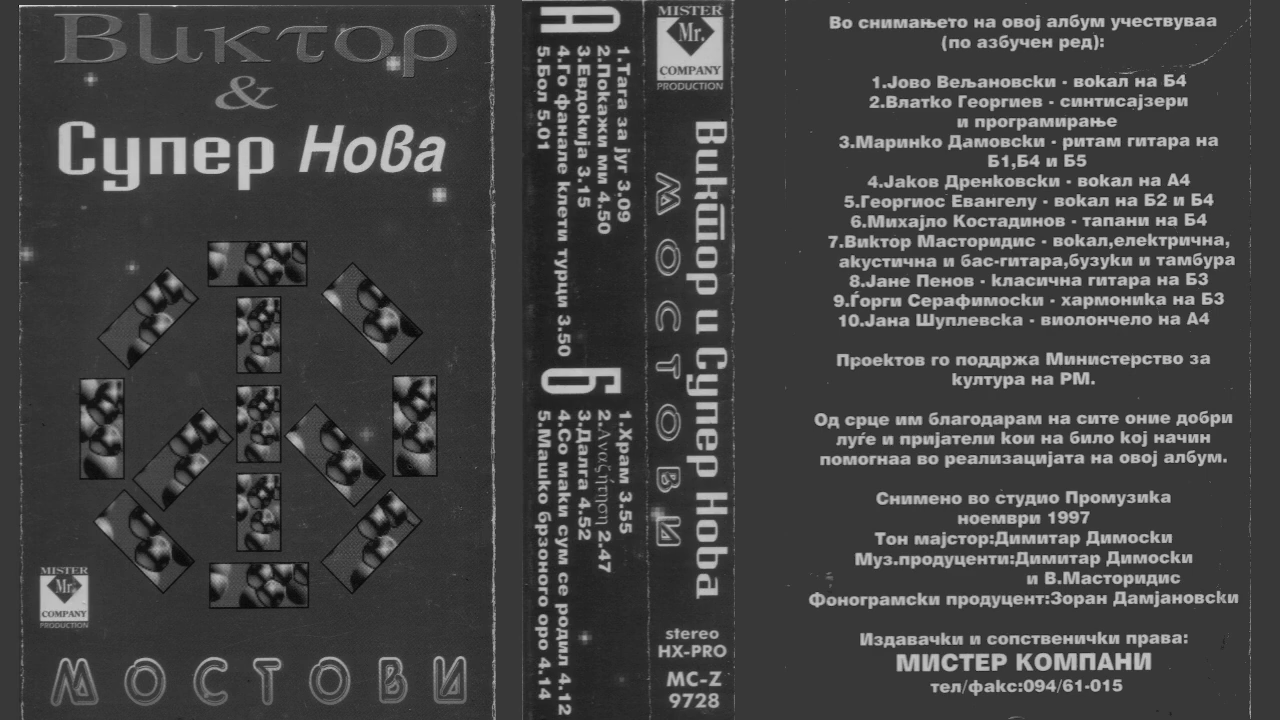 Виктор
&
Супер Нова
MISTER
Mr.
COMPANY
PRODUCTION
МОСТОВИ
А
1.Тага за југ 3.09
2.Покажи ми 4.50
3.Евдокија 3.15
4.Го фанале клети турци 3.50
5.Бол 5.01
Б
1.Храм 3.55
2.Αναζήτηση 2.47
3.Далга 4.52
4.Со маки сум се родил 4.12
5.Машко брзоного оро 4.14
MISTER
Mr.
COMPANY
PRODUCTION
Виктор и Супер Нова
МОСТОВИ
stereo
HX-PRO
MC-Z
9728
Во снимањето на овој албум учествуваа
(по азбучен ред):
1.Јово Вељановски - вокал на Б4
2.Влатко Георгиев - синтисајзери
и програмирање
3.Маринко Дамовски - ритам гитара на
Б1,Б4 и Б5
4.Јаков Дренковски - вокал на А4
5.Георгиос Евангелу - вокал на Б2 и Б4
6.Михајло Костадинов - тапани на Б4
7.Виктор Масторидис - вокал,електрична,
акустична и бас-гитара,бузуки и тамбура
8.Јане Пенов - класична гитара на Б3
9.Ѓорги Серафимоски - хармоника на Б3
10.Јана Шуплевска - виолончело на А4
Проектов го поддржа Министерство за
култура на РМ.
Од срце им благодарам на сите оние добри
луѓе и пријатели кои на било кој начин
помогнаа во реализацијата на овој албум.
Снимено во студио Промузика
ноември 1997
Тон мајстор:Димитар Димоски
Муз.продуценти:Димитар Димоски
и В.Масторидис
Фонограмски продуцент:Зоран Дамјановски
Издавачки и сопственички права:
МИСТЕР КОМПАНИ
тел/факс:094/61-015